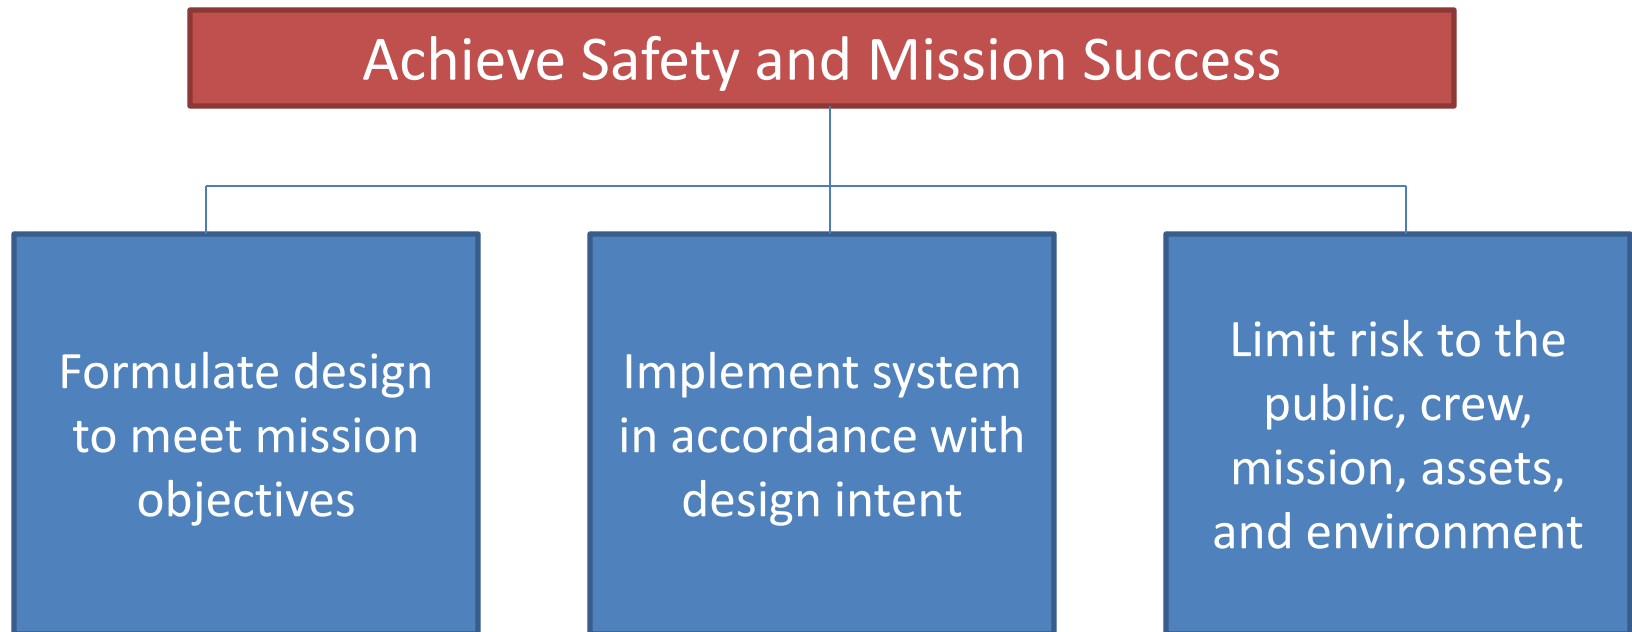 Achieve Safety and Mission Success
Formulate design
to meet mission
objectives
Implement system
in accordance with
design intent
Limit risk to the
public, crew,
mission, assets,
and environment